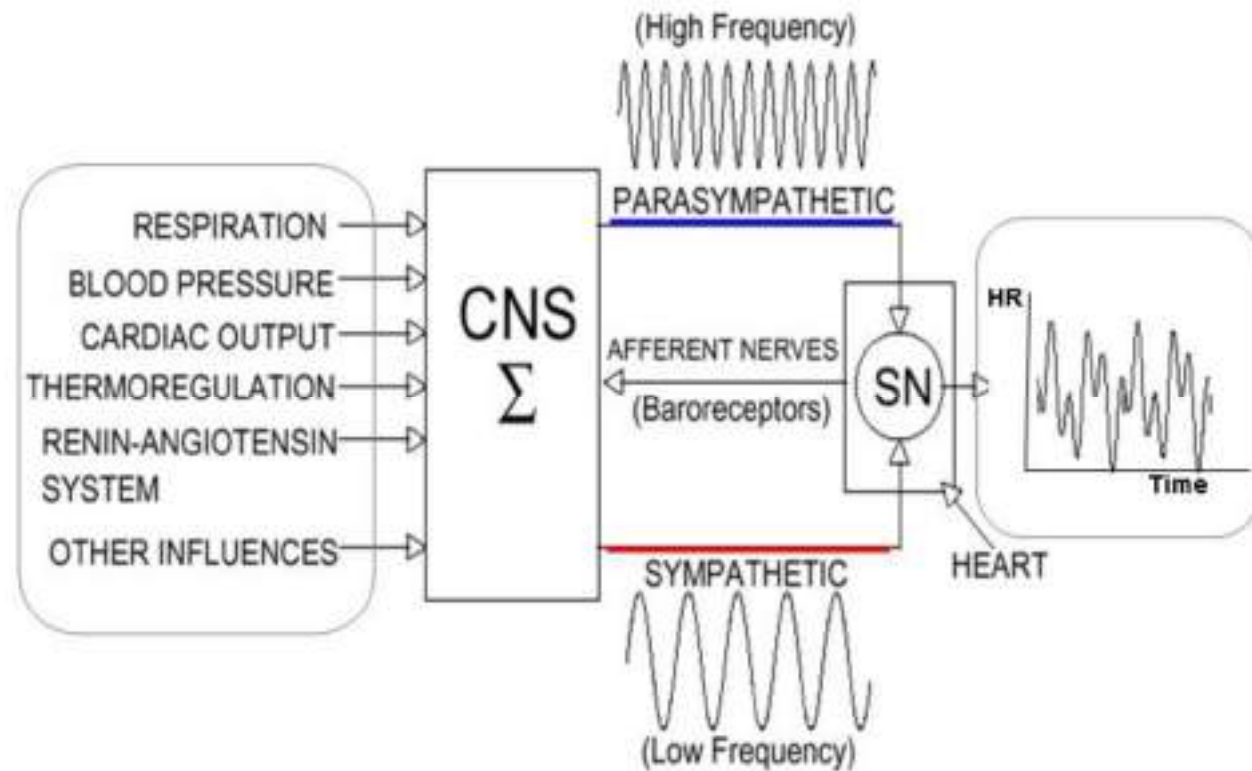 (High Frequency)
PARASYMPATHETIC
RESPIRATION
BLOOD PRESSURE
CARDIAC OUTPUT
THERMOREGULATION
RENIN-ANGIOTENSIN
SYSTEM
OTHER INFLUENCES
CNS
Σ
AFFERENT NERVES
(Baroreceptors)
SN
HR
Time
HEART
SYMPATHETIC
(Low Frequency)